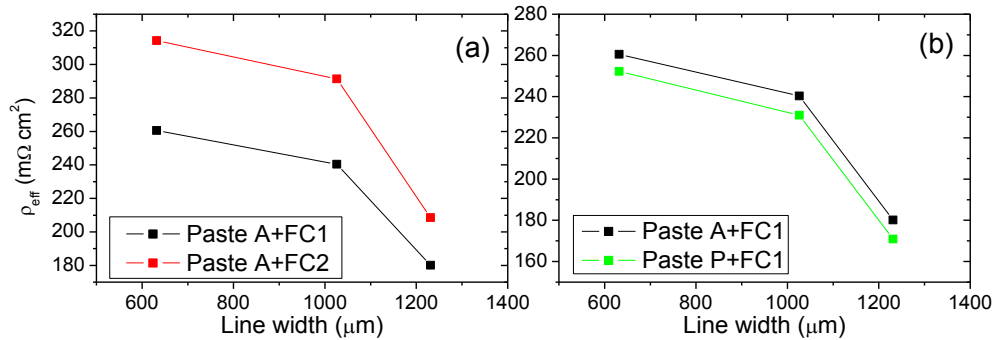 (a)
320
300
280
260
240
220
200
180
ρeff (mΩ cm²)
Paste A+FC1
Paste A+FC2
600 800 1000 1200 1400
Line width (μm)
(b)
260
240
220
200
180
160
Paste A+FC1
Paste P+FC1
600 800 1000 1200 1400
Line width (μm)